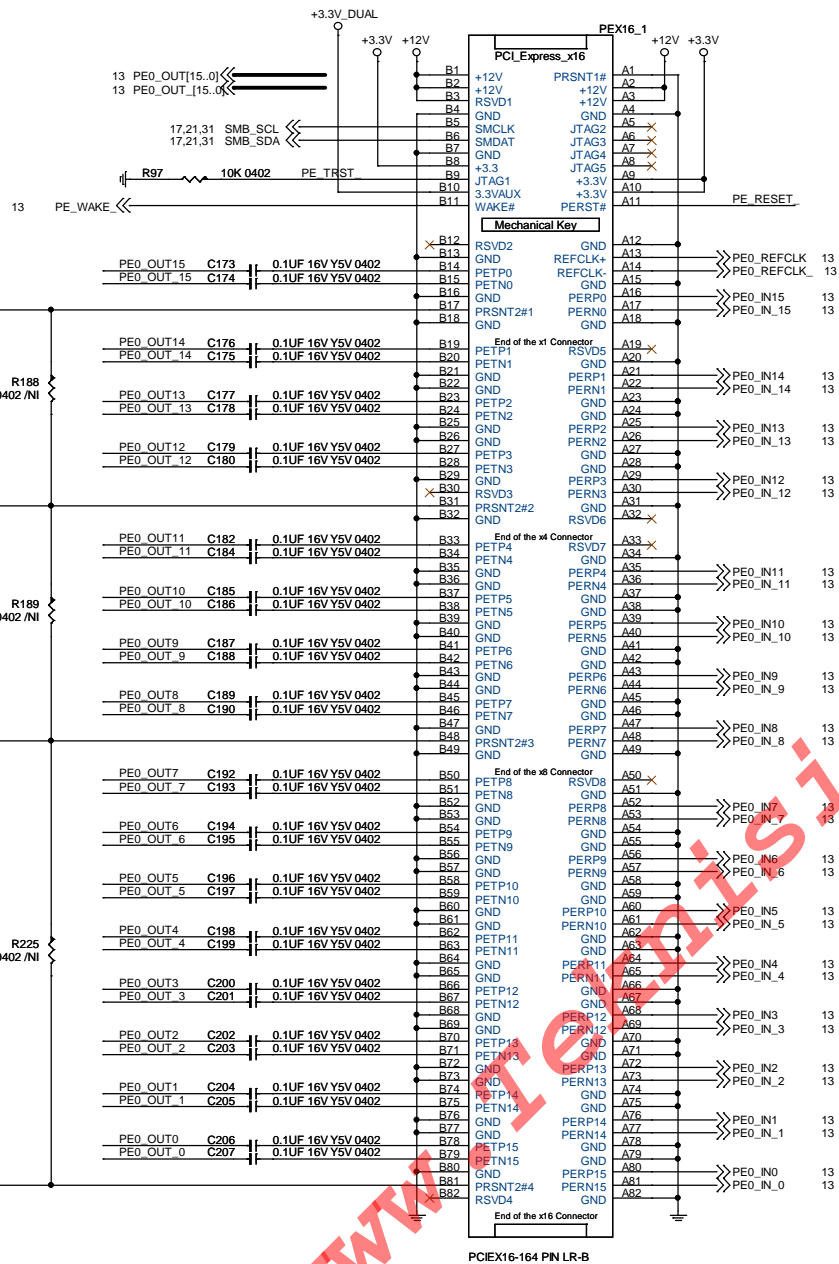 +3.3V_DUAL
PEX16_1
+3.3V +12V +12V +3.3V
PCI_Express_x16
13 PE0_OUT[15..0]
13 PE0_OUT_[15..0]
B1 +12V PRSNT1# A1
B2 +12V +12V A2
B3 RSVD1 +12V A3
B4 GND GND A4
17,21,31 SMB_SCL B5 SMCLK JTAG2 A5
17,21,31 SMB_SDA B6 SMDAT JTAG3 A6
B7 GND JTAG4 A7
B8 +3.3 JTAG5 A8
R97 10K 0402 PE_TRST_ B9 JTAG1 +3.3V A9
B10 3.3VAUX +3.3V A10
13 PE_WAKE_ B11 WAKE# PERST# A11 PE_RESET_
Mechanical Key
B12 RSVD2 GND A12
B13 GND REFCLK+ A13 PE0_REFCLK 13
PE0_OUT15 C173 0.1UF 16V Y5V 0402 B14 PETP0 REFCLK- A14 PE0_REFCLK_ 13
PE0_OUT_15 C174 0.1UF 16V Y5V 0402 B15 PETN0 GND A15
B16 GND PERP0 A16 PE0_IN15 13
B17 PRSNT2#1 PERN0 A17 PE0_IN_15 13
B18 GND GND A18
End of the x1 Connector
PE0_OUT14 C176 0.1UF 16V Y5V 0402 B19 PETP1 RSVD5 A19
PE0_OUT_14 C175 0.1UF 16V Y5V 0402 B20 PETN1 GND A20
B21 GND PERP1 A21 PE0_IN14 13
R188 B22 GND PERN1 A22 PE0_IN_14 13
0402 /NI PE0_OUT13 C177 0.1UF 16V Y5V 0402 B23 PETP2 GND A23
PE0_OUT_13 C178 0.1UF 16V Y5V 0402 B24 PETN2 GND A24
B25 GND PERP2 A25 PE0_IN13 13
B26 GND PERN2 A26 PE0_IN_13 13
PE0_OUT12 C179 0.1UF 16V Y5V 0402 B27 PETP3 GND A27
PE0_OUT_12 C180 0.1UF 16V Y5V 0402 B28 PETN3 GND A28
B29 GND PERP3 A29 PE0_IN12 13
B30 RSVD3 PERN3 A30 PE0_IN_12 13
B31 PRSNT2#2 GND A31
B32 GND RSVD6 A32
End of the x4 Connector
PE0_OUT11 C182 0.1UF 16V Y5V 0402 B33 PETP4 RSVD7 A33
PE0_OUT_11 C184 0.1UF 16V Y5V 0402 B34 PETN4 GND A34
B35 GND PERP4 A35 PE0_IN11 13
B36 GND PERN4 A36 PE0_IN_11 13
PE0_OUT10 C185 0.1UF 16V Y5V 0402 B37 PETP5 GND A37
R189 PE0_OUT_10 C186 0.1UF 16V Y5V 0402 B38 PETN5 GND A38
0402 /NI B39 GND PERP5 A39 PE0_IN10 13
B40 GND PERN5 A40 PE0_IN_10 13
PE0_OUT9 C187 0.1UF 16V Y5V 0402 B41 PETP6 GND A41
PE0_OUT_9 C188 0.1UF 16V Y5V 0402 B42 PETN6 GND A42
B43 GND PERP6 A43 PE0_IN9 13
B44 GND PERN6 A44 PE0_IN_9 13
PE0_OUT8 C189 0.1UF 16V Y5V 0402 B45 PETP7 GND A45
PE0_OUT_8 C190 0.1UF 16V Y5V 0402 B46 PETN7 GND A46
B47 GND PERP7 A47 PE0_IN8 13
B48 PRSNT2#3 PERN7 A48 PE0_IN_8 13
B49 GND GND A49
End of the x8 Connector
PE0_OUT7 C192 0.1UF 16V Y5V 0402 B50 PETP8 RSVD8 A50
PE0_OUT_7 C193 0.1UF 16V Y5V 0402 B51 PETN8 GND A51
B52 GND PERP8 A52 PE0_IN7 13
B53 GND PERN8 A53 PE0_IN_7 13
PE0_OUT6 C194 0.1UF 16V Y5V 0402 B54 PETP9 GND A54
PE0_OUT_6 C195 0.1UF 16V Y5V 0402 B55 PETN9 GND A55
B56 GND PERP9 A56 PE0_IN6 13
B57 GND PERN9 A57 PE0_IN_6 13
PE0_OUT5 C196 0.1UF 16V Y5V 0402 B58 PETP10 GND A58
PE0_OUT_5 C197 0.1UF 16V Y5V 0402 B59 PETN10 GND A59
B60 GND PERP10 A60 PE0_IN5 13
B61 GND PERN10 A61 PE0_IN_5 13
PE0_OUT4 C198 0.1UF 16V Y5V 0402 B62 PETP11 GND A62
R225 PE0_OUT_4 C199 0.1UF 16V Y5V 0402 B63 PETN11 GND A63
0402 /NI B64 GND PERP11 A64 PE0_IN4 13
B65 GND PERN11 A65 PE0_IN_4 13
PE0_OUT3 C200 0.1UF 16V Y5V 0402 B66 PETP12 GND A66
PE0_OUT_3 C201 0.1UF 16V Y5V 0402 B67 PETN12 GND A67
B68 GND PERP12 A68 PE0_IN3 13
B69 GND PERN12 A69 PE0_IN_3 13
PE0_OUT2 C202 0.1UF 16V Y5V 0402 B70 PETP13 GND A70
PE0_OUT_2 C203 0.1UF 16V Y5V 0402 B71 PETN13 GND A71
B72 GND PERP13 A72 PE0_IN2 13
B73 GND PERN13 A73 PE0_IN_2 13
PE0_OUT1 C204 0.1UF 16V Y5V 0402 B74 PETP14 GND A74
PE0_OUT_1 C205 0.1UF 16V Y5V 0402 B75 PETN14 GND A75
B76 GND PERP14 A76 PE0_IN1 13
B77 GND PERN14 A77 PE0_IN_1 13
PE0_OUT0 C206 0.1UF 16V Y5V 0402 B78 PETP15 GND A78
PE0_OUT_0 C207 0.1UF 16V Y5V 0402 B79 PETN15 GND A79
B80 GND PERP15 A80 PE0_IN0 13
B81 PRSNT2#4 PERN15 A81 PE0_IN_0 13
B82 RSVD4 GND A82
End of the x16 Connector
PCIEX16-164 PIN LR-B
ww.Teknisi